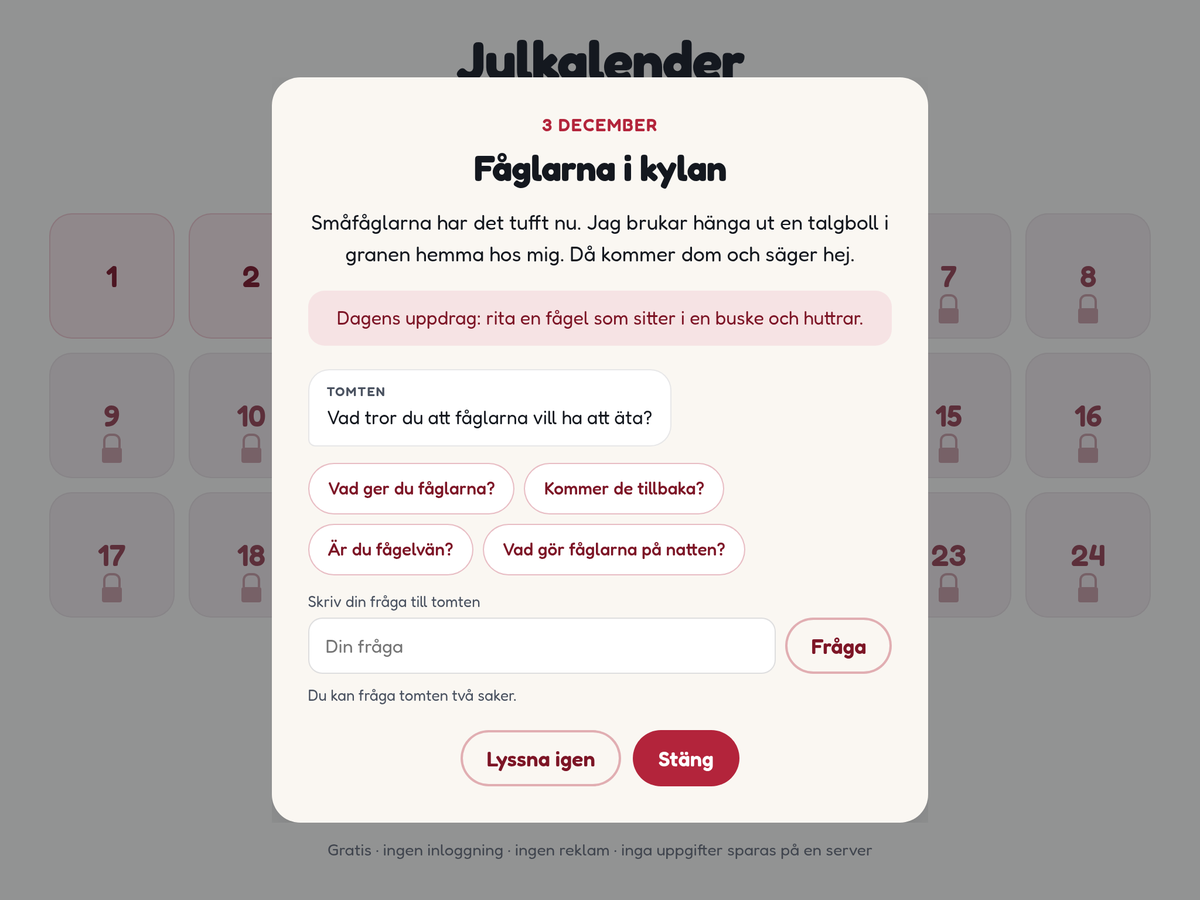 Julkalender
3 DECEMBER
Fåglarna i kylan
Småfåglarna har det tufft nu. Jag brukar hänga ut en talgboll i
granen hemma hos mig. Då kommer dom och säger hej.
Dagens uppdrag: rita en fågel som sitter i en buske och huttrar.
TOMTEN
Vad tror du att fåglarna vill ha att äta?
Vad ger du fåglarna? Kommer de tillbaka?
Är du fågelvän? Vad gör fåglarna på natten?
Skriv din fråga till tomten
Din fråga Fråga
Du kan fråga tomten två saker.
Lyssna igen Stäng
1 2 7 8
9 10 15 16
17 18 23 24
Gratis · ingen inloggning · ingen reklam · inga uppgifter sparas på en server